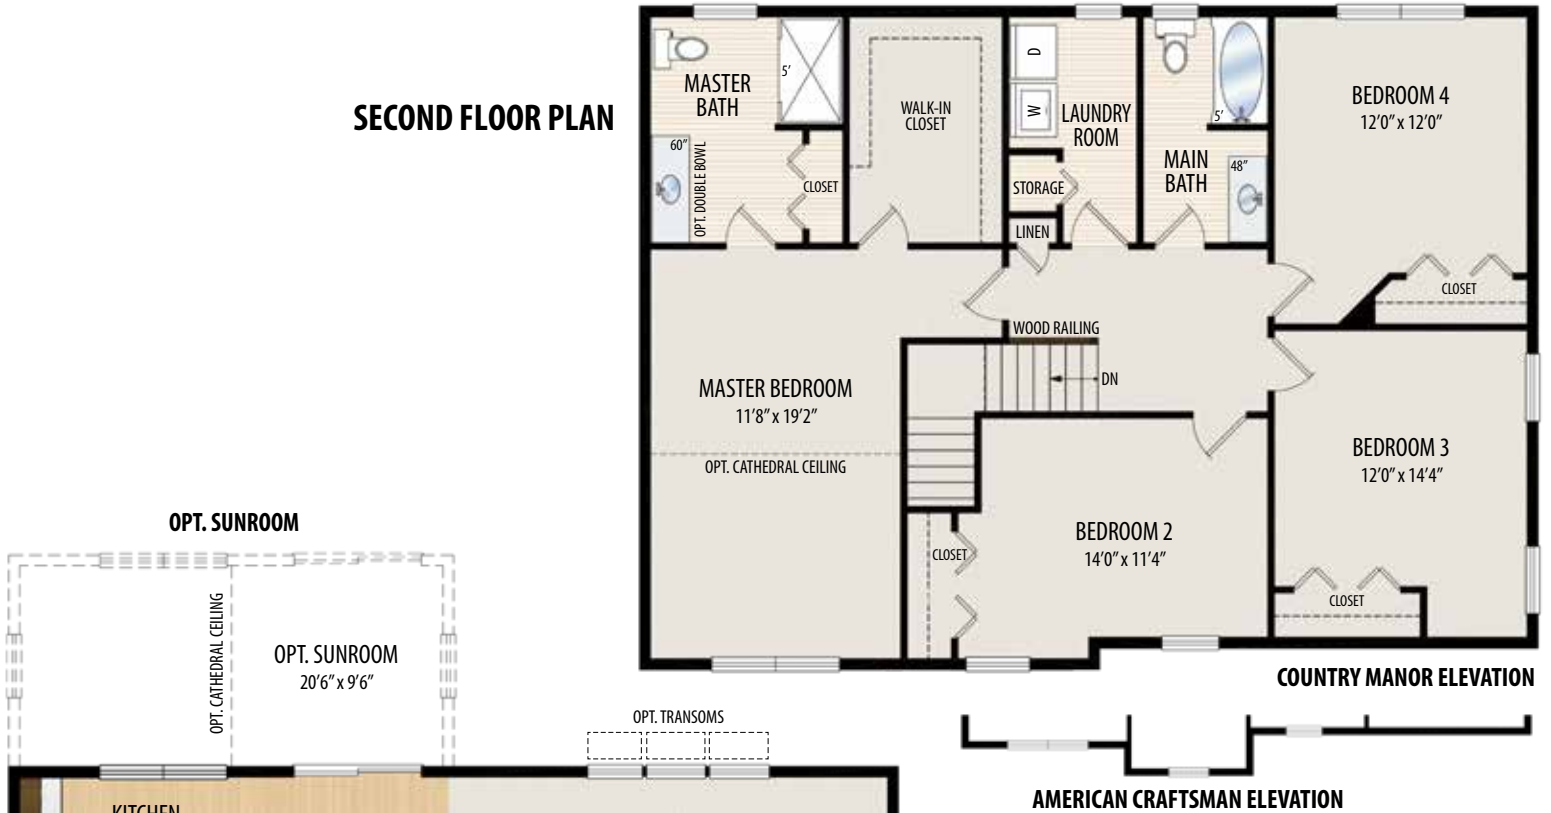 SECOND FLOOR PLAN
MASTER
BATH
5′
60″
OPT. DOUBLE BOWL
CLOSET
WALK-IN
CLOSET
D
W
LAUNDRY
ROOM
STORAGE
LINEN
5′
MAIN
BATH
48″
BEDROOM 4
12′0″ x 12′0″
CLOSET
WOOD RAILING
DN
MASTER BEDROOM
11′8″ x 19′2″
OPT. CATHEDRAL CEILING
BEDROOM 3
12′0″ x 14′4″
CLOSET
BEDROOM 2
14′0″ x 11′4″
CLOSET
COUNTRY MANOR ELEVATION
OPT. SUNROOM
OPT. CATHEDRAL CEILING
OPT. SUNROOM
20′6″ x 9′6″
OPT. TRANSOMS
AMERICAN CRAFTSMAN ELEVATION
KITCHEN